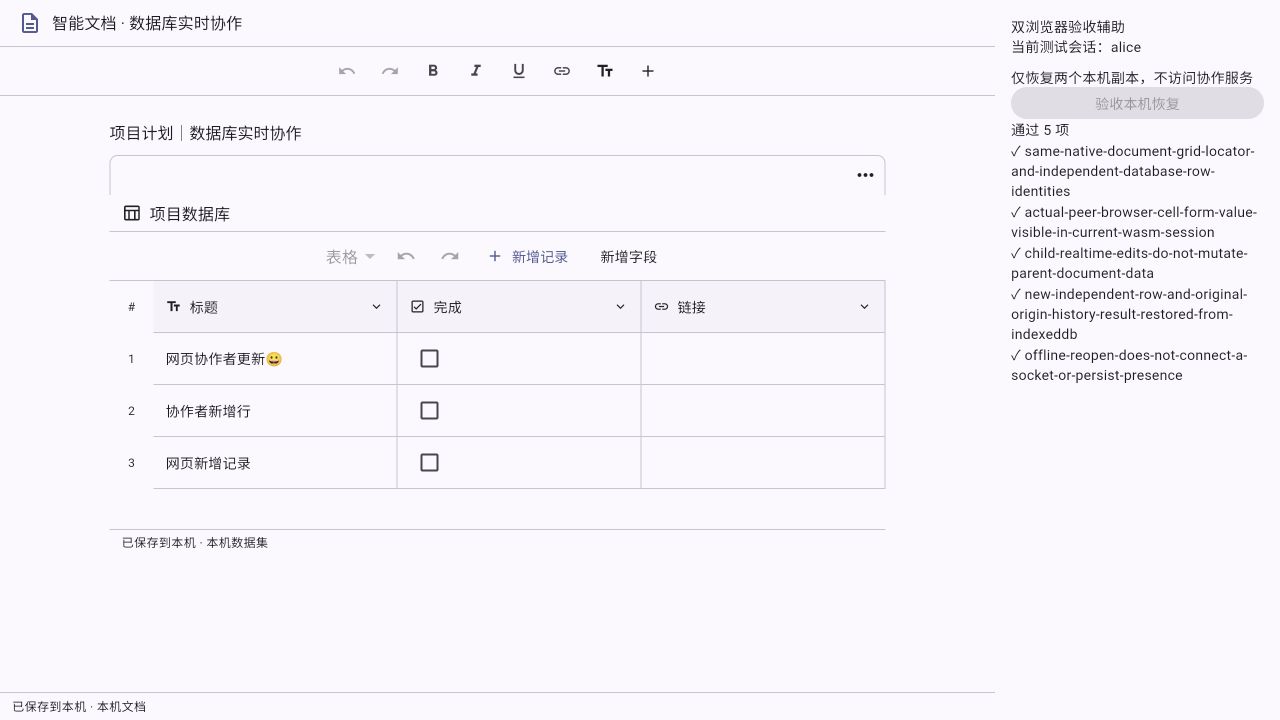 智能文档 · 数据库实时协作
项目计划｜数据库实时协作
项目数据库
表格
新增记录
新增字段
# 标题 完成 链接
1 网页协作者更新😀
2 协作者新增行
3 网页新增记录
已保存到本机 · 本机数据集
已保存到本机 · 本机文档
双浏览器验收辅助
当前测试会话：alice
仅恢复两个本机副本，不访问协作服务
验收本机恢复
通过 5 项
✓ same-native-document-grid-locator-
and-independent-database-row-
identities
✓ actual-peer-browser-cell-form-value-
visible-in-current-wasm-session
✓ child-realtime-edits-do-not-mutate-
parent-document-data
✓ new-independent-row-and-original-
origin-history-result-restored-from-
indexeddb
✓ offline-reopen-does-not-connect-a-
socket-or-persist-presence